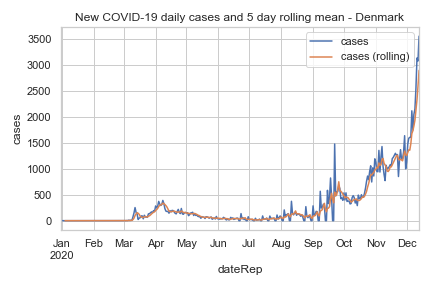 New COVID-19 daily cases and 5 day rolling mean - Denmark
cases
cases (rolling)
3500
3000
2500
2000
1500
1000
500
0
cases
Jan Feb Mar Apr May Jun Jul Aug Sep Oct Nov Dec
2020
dateRep